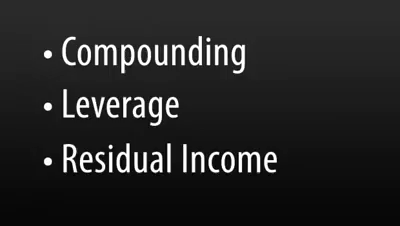 • Compounding
• Leverage
• Residual Income